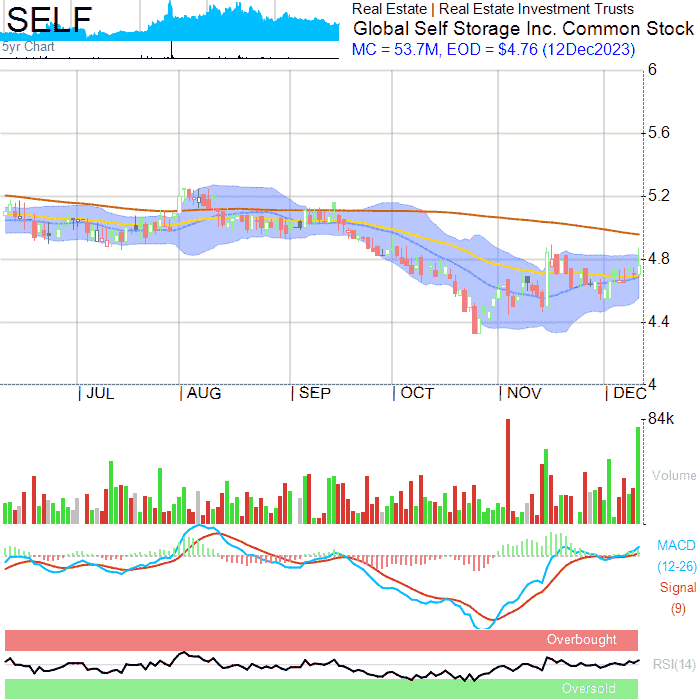 SELF
5yr Chart
Real Estate | Real Estate Investment Trusts
Global Self Storage Inc. Common Stock
MC = 53.7M, EOD = $4.76 (12Dec2023)
6
5.6
5.2
4.8
4.4
4
| JUL | AUG | SEP | OCT | NOV | DEC
84k
Volume
MACD
(12-26)
Signal
(9)
Overbought
RSI(14)
Oversold